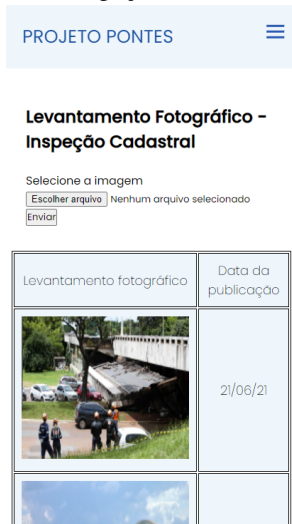 PROJETO PONTES
Levantamento Fotográfico -
Inspeção Cadastral
Selecione a imagem
Escolher arquivo Nenhum arquivo selecionado
Enviar
Levantamento fotográfico
Data da
publicação
21/06/21